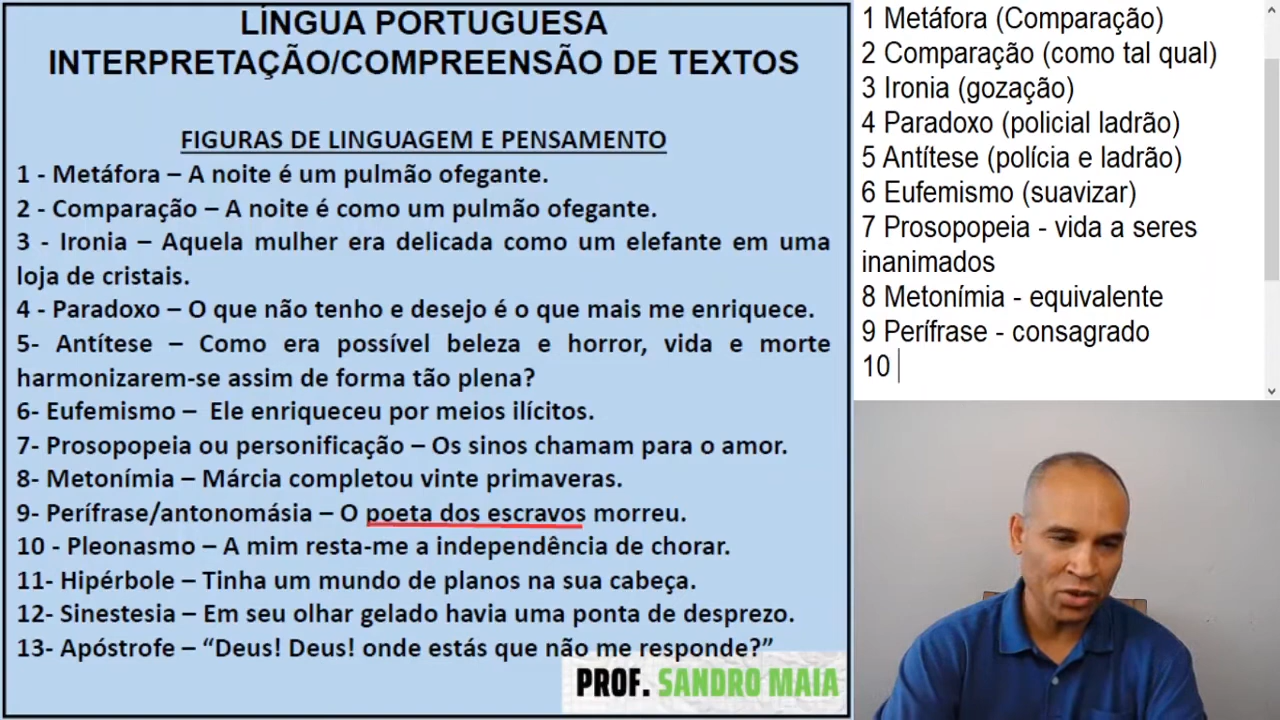 LÍNGUA PORTUGUESA
INTERPRETAÇÃO/COMPREENSÃO DE TEXTOS
FIGURAS DE LINGUAGEM E PENSAMENTO
1 - Metáfora – A noite é um pulmão ofegante.
2 - Comparação – A noite é como um pulmão ofegante.
3 - Ironia – Aquela mulher era delicada como um elefante em uma
loja de cristais.
4 - Paradoxo – O que não tenho e desejo é o que mais me enriquece.
5- Antítese – Como era possível beleza e horror, vida e morte
harmonizarem-se assim de forma tão plena?
6- Eufemismo – Ele enriqueceu por meios ilícitos.
7- Prosopopeia ou personificação – Os sinos chamam para o amor.
8- Metonímia – Márcia completou vinte primaveras.
9- Perífrase/antonomásia – O poeta dos escravos morreu.
10 - Pleonasmo – A mim resta-me a independência de chorar.
11- Hipérbole – Tinha um mundo de planos na sua cabeça.
12- Sinestesia – Em seu olhar gelado havia uma ponta de desprezo.
13- Apóstrofe – “Deus! Deus! onde estás que não me responde?”
PROF. SANDRO MAIA
1 Metáfora (Comparação)
2 Comparação (como tal qual)
3 Ironia (gozação)
4 Paradoxo (policial ladrão)
5 Antítese (polícia e ladrão)
6 Eufemismo (suavizar)
7 Prosopopeia - vida a seres
inanimados
8 Metonímia - equivalente
9 Perífrase - consagrado
10